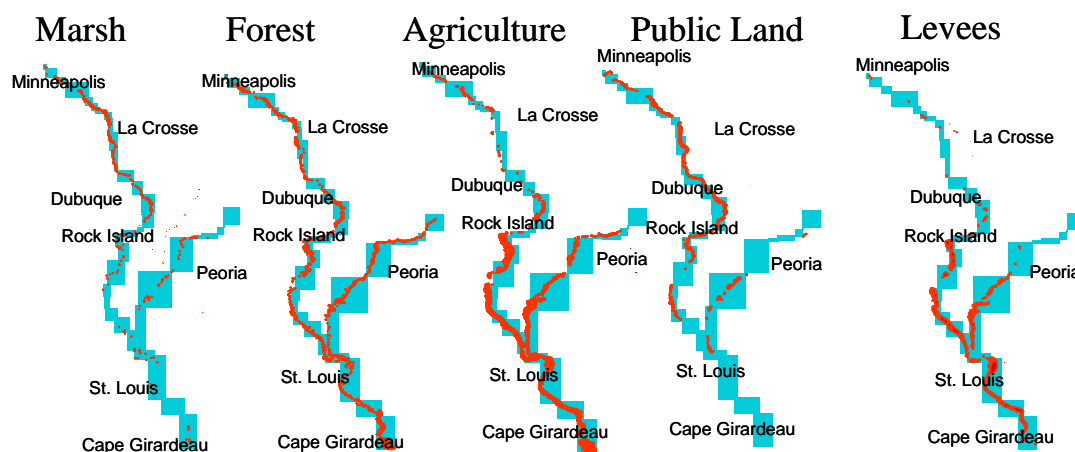 Marsh
Forest
Agriculture
Public Land
Levees
Minneapolis
La Crosse
Dubuque
Rock Island
Peoria
St. Louis
Cape Girardeau
Minneapolis
La Crosse
Dubuque
Rock Island
Peoria
St. Louis
Cape Girardeau
Minneapolis
La Crosse
Dubuque
Rock Island
Peoria
St. Louis
Cape Girardeau
Minneapolis
La Crosse
Dubuque
Rock Island
Peoria
St. Louis
Cape Girardeau
Minneapolis
La Crosse
Dubuque
Rock Island
Peoria
St. Louis
Cape Girardeau